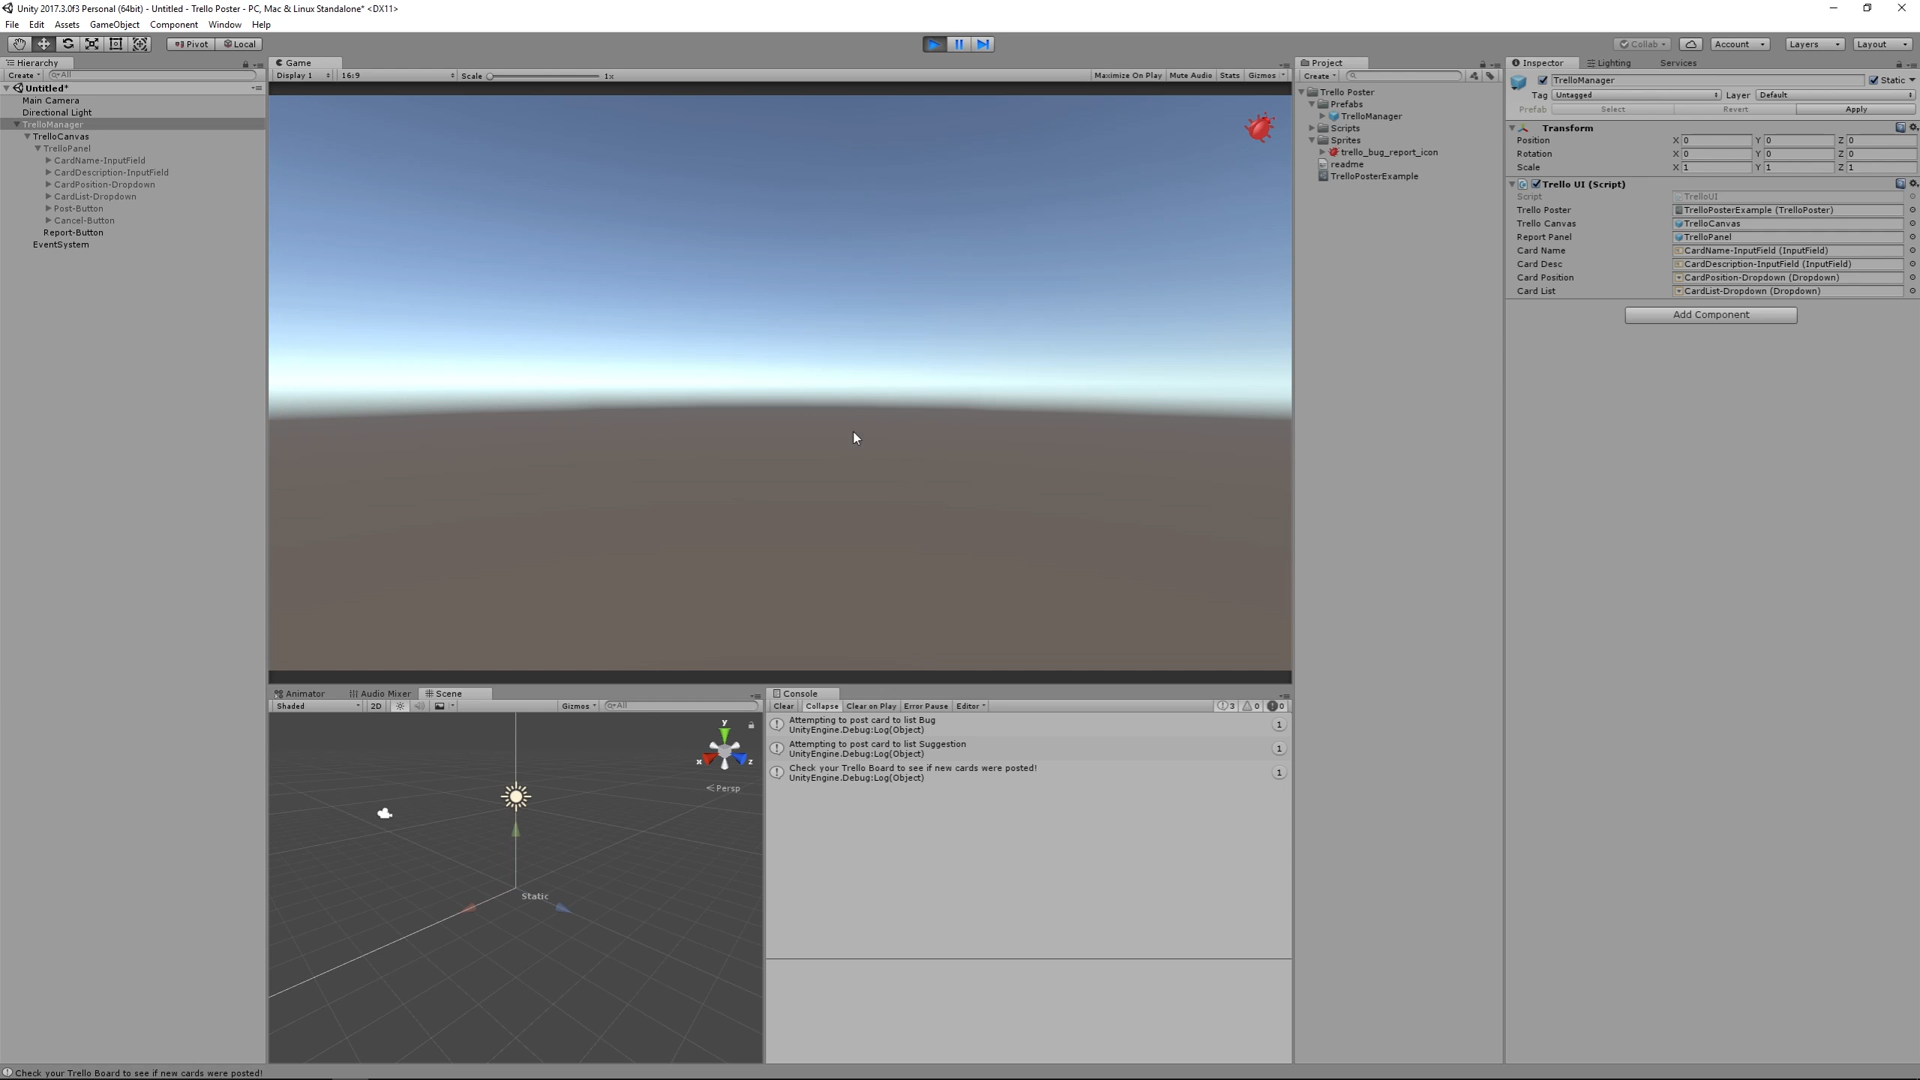 Unity 2017.3.0f3 Personal (64bit) - Untitled - Trello Poster - PC, Mac & Linux Standalone* <DX11>
File Edit Assets GameObject Component Window Help
Pivot Local Collab Account Layers Layout
Hierarchy
Create All
Untitled*
Main Camera
Directional Light
TrelloManager
TrelloCanvas
TrelloPanel
CardName-InputField
CardDescription-InputField
CardPosition-Dropdown
CardList-Dropdown
Post-Button
Cancel-Button
Report-Button
EventSystem
Game
Display 1 16:9 Scale 1x Maximize On Play Mute Audio Stats Gizmos
Project
Create
Trello Poster
Prefabs
TrelloManager
Scripts
Sprites
trello_bug_report_icon
readme
TrelloPosterExample
Inspector Lighting Services
TrelloManager Static
Tag Untagged Layer Default
Prefab Select Revert Apply
Transform
Position X 0 Y 0 Z 0
Rotation X 0 Y 0 Z 0
Scale X 1 Y 1 Z 1
Trello UI (Script)
Script TrelloUI
Trello Poster TrelloPosterExample (TrelloPoster)
Trello Canvas TrelloCanvas
Report Panel TrelloPanel
Card Name CardName-InputField (InputField)
Card Desc CardDescription-InputField (InputField)
Card Position CardPosition-Dropdown (Dropdown)
Card List CardList-Dropdown (Dropdown)
Add Component
Animator Audio Mixer Scene
Shaded 2D Gizmos All
y
x
z
Persp
Static
Console
Clear Collapse Clear on Play Error Pause Editor 3 0 0
Attempting to post card to list Bug
UnityEngine.Debug:Log(Object)
1
Attempting to post card to list Suggestion
UnityEngine.Debug:Log(Object)
1
Check your Trello Board to see if new cards were posted!
UnityEngine.Debug:Log(Object)
1
Check your Trello Board to see if new cards were posted!